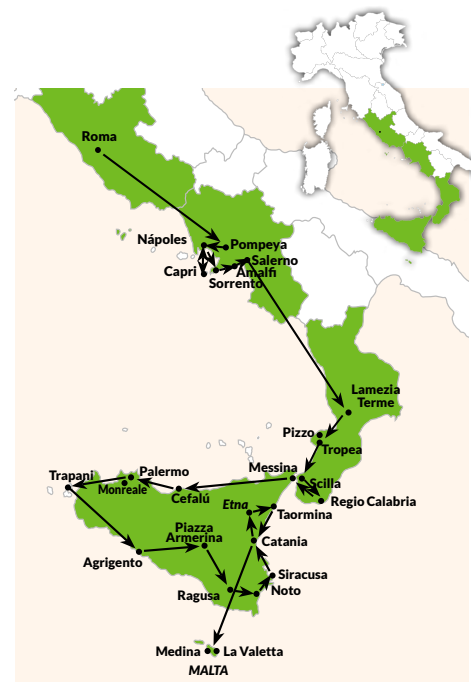 Roma
Nápoles
Pompeya
Salerno
Capri
Amalfi
Sorrento
Lamezia
Terme
Pizzo
Tropea
Messina
Scilla
Trapani
Palermo
Monreale
Cefalú
Regio Calabria
Etna
Taormina
Piazza
Armerina
Catania
Agrigento
Siracusa
Ragusa
Noto
Medina
La Valetta
MALTA